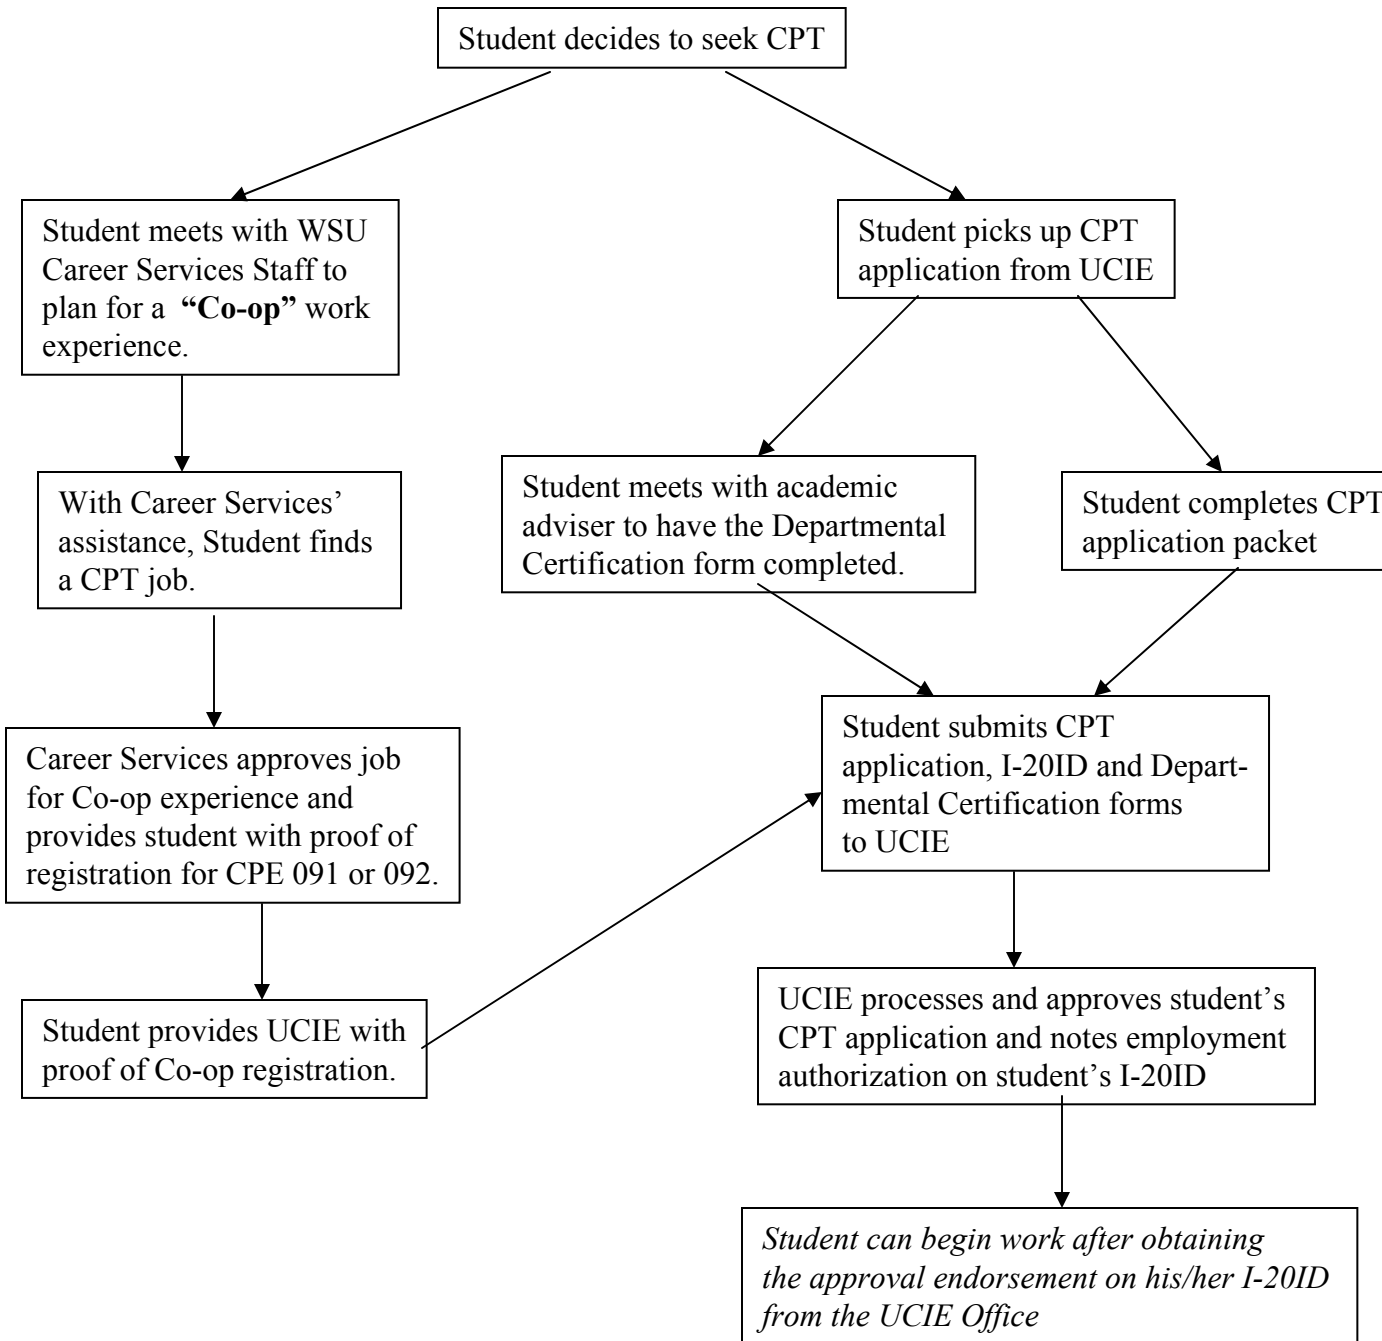 Student decides to seek CPT
Student meets with WSU
Career Services Staff to
plan for a “Co-op” work
experience.
Student picks up CPT
application from UCIE
With Career Services’
assistance, Student finds
a CPT job.
Student meets with academic
adviser to have the Departmental
Certification form completed.
Student completes CPT
application packet
Career Services approves job
for Co-op experience and
provides student with proof of
registration for CPE 091 or 092.
Student submits CPT
application, I-20ID and Depart-
mental Certification forms
to UCIE
Student provides UCIE with
proof of Co-op registration.
UCIE processes and approves student’s
CPT application and notes employment
authorization on student’s I-20ID
Student can begin work after obtaining
the approval endorsement on his/her I-20ID
from the UCIE Office